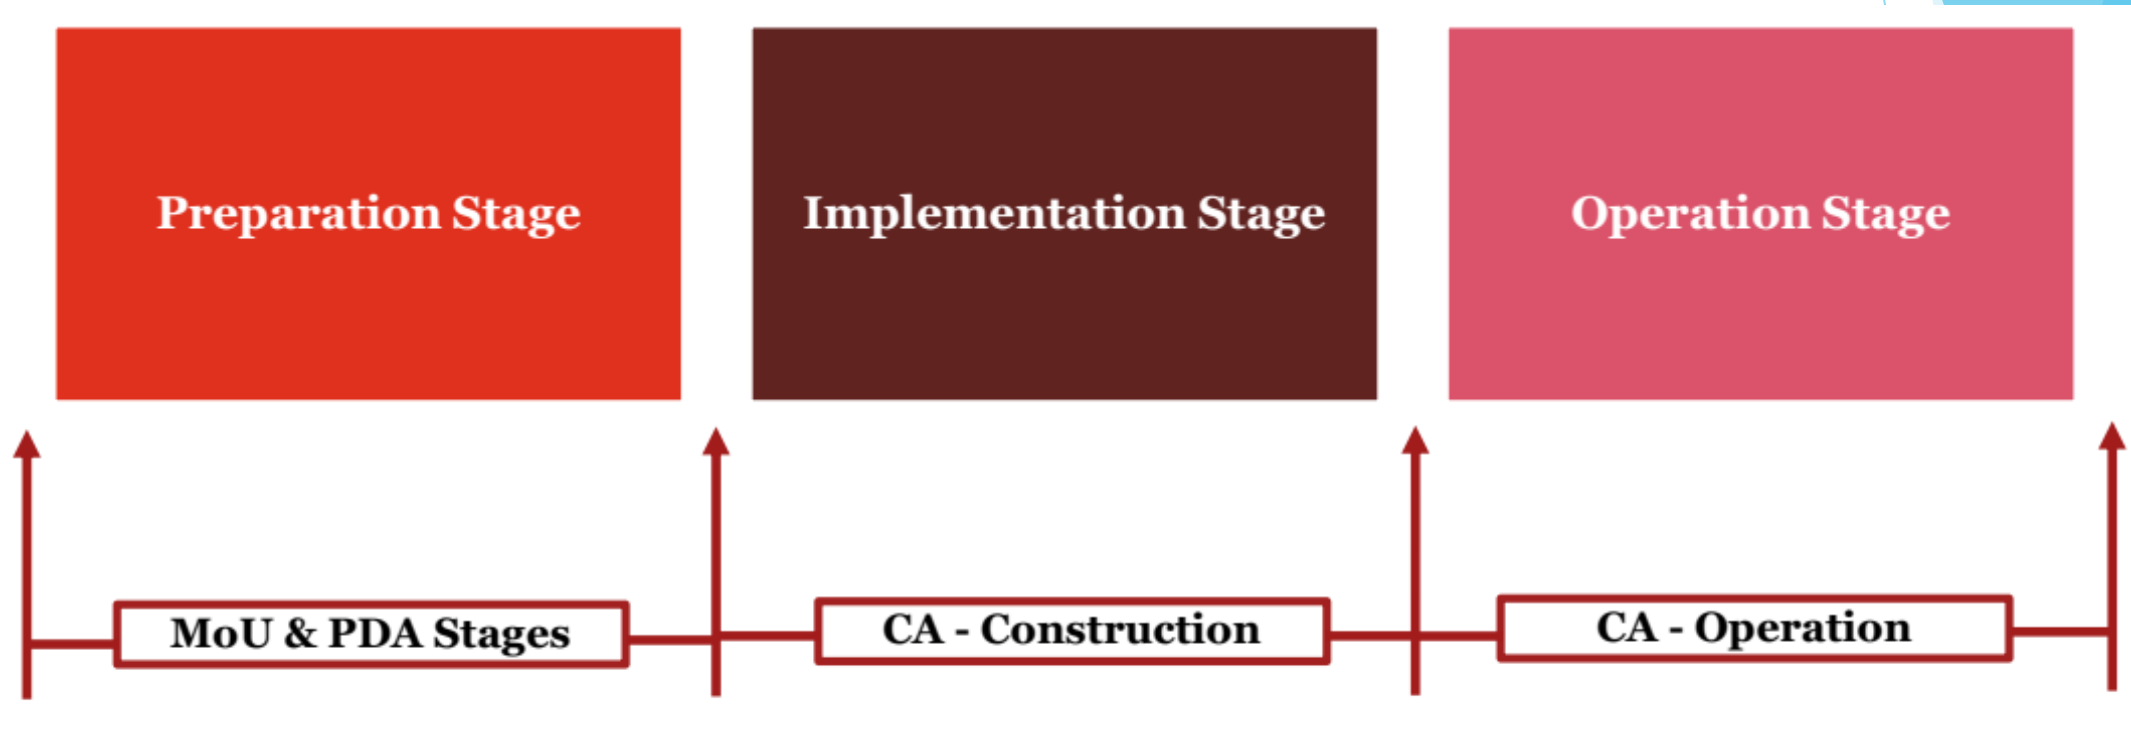 Preparation Stage
Implementation Stage
Operation Stage
MoU & PDA Stages
CA - Construction
CA - Operation